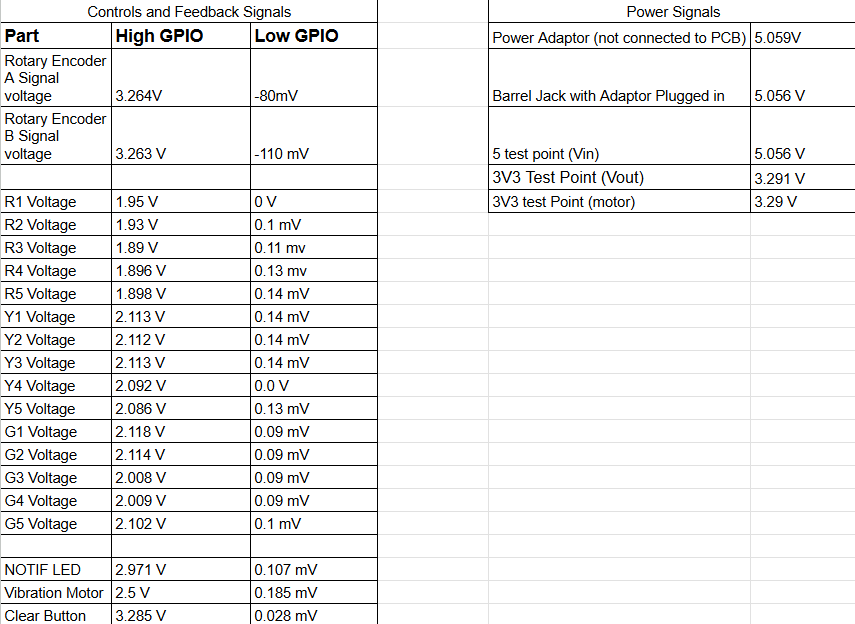 Controls and Feedback Signals
Power Signals
Part High GPIO Low GPIO
Power Adaptor (not connected to PCB) 5.059V
Rotary Encoder
A Signal
voltage 3.264V -80mV
Barrel Jack with Adaptor Plugged in 5.056 V
Rotary Encoder
B Signal
voltage 3.263 V -110 mV
5 test point (Vin) 5.056 V
3V3 Test Point (Vout) 3.291 V
R1 Voltage 1.95 V 0 V
3V3 test Point (motor) 3.29 V
R2 Voltage 1.93 V 0.1 mV
R3 Voltage 1.89 V 0.11 mv
R4 Voltage 1.896 V 0.13 mv
R5 Voltage 1.898 V 0.14 mV
Y1 Voltage 2.113 V 0.14 mV
Y2 Voltage 2.112 V 0.14 mV
Y3 Voltage 2.113 V 0.14 mV
Y4 Voltage 2.092 V 0.0 V
Y5 Voltage 2.086 V 0.13 mV
G1 Voltage 2.118 V 0.09 mV
G2 Voltage 2.114 V 0.09 mV
G3 Voltage 2.008 V 0.09 mV
G4 Voltage 2.009 V 0.09 mV
G5 Voltage 2.102 V 0.1 mV
NOTIF LED 2.971 V 0.107 mV
Vibration Motor 2.5 V 0.185 mV
Clear Button 3.285 V 0.028 mV